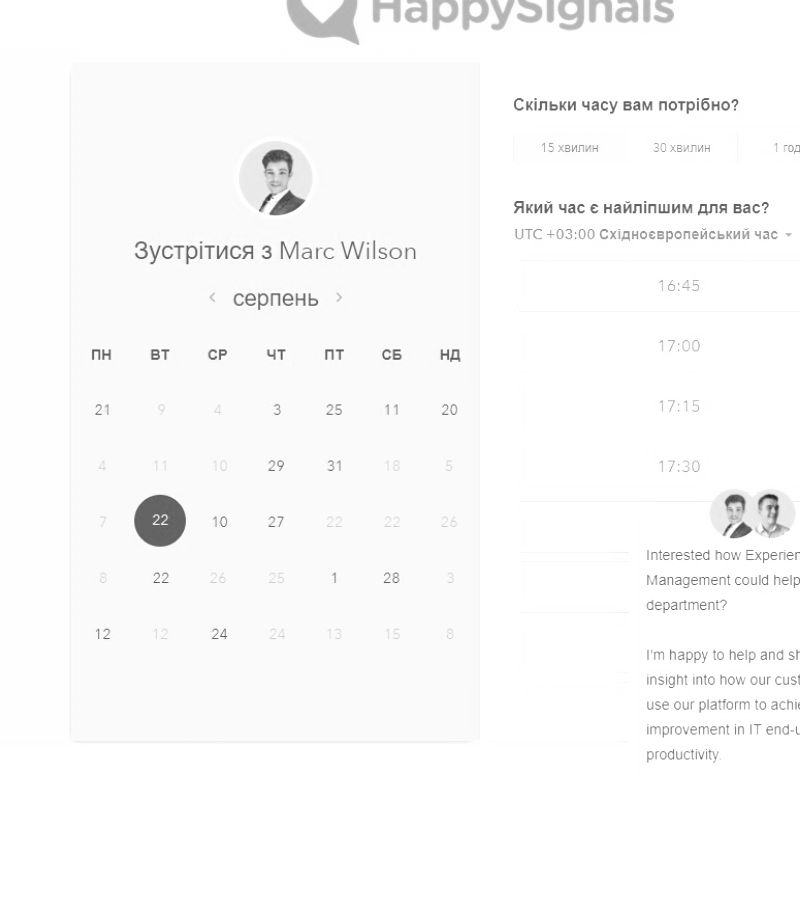 HappySignals
Зустрітися з Marc Wilson
серпень
ПН ВТ СР ЧТ ПТ СБ НД
21 9 4 3 25 11 20
4 11 10 29 31 18 5
7 22 10 27 22 22 26
8 22 26 25 1 28 3
12 12 24 24 13 15 8
Скільки часу вам потрібно?
15 хвилин 30 хвилин 1 год
Який час є найліпшим для вас?
UTC +03:00 Східноєвропейський час
16:45
17:00
17:15
17:30
Interested how Experien
Management could help
department?
I'm happy to help and sh
insight into how our cust
use our platform to achie
improvement in IT end-u
productivity.